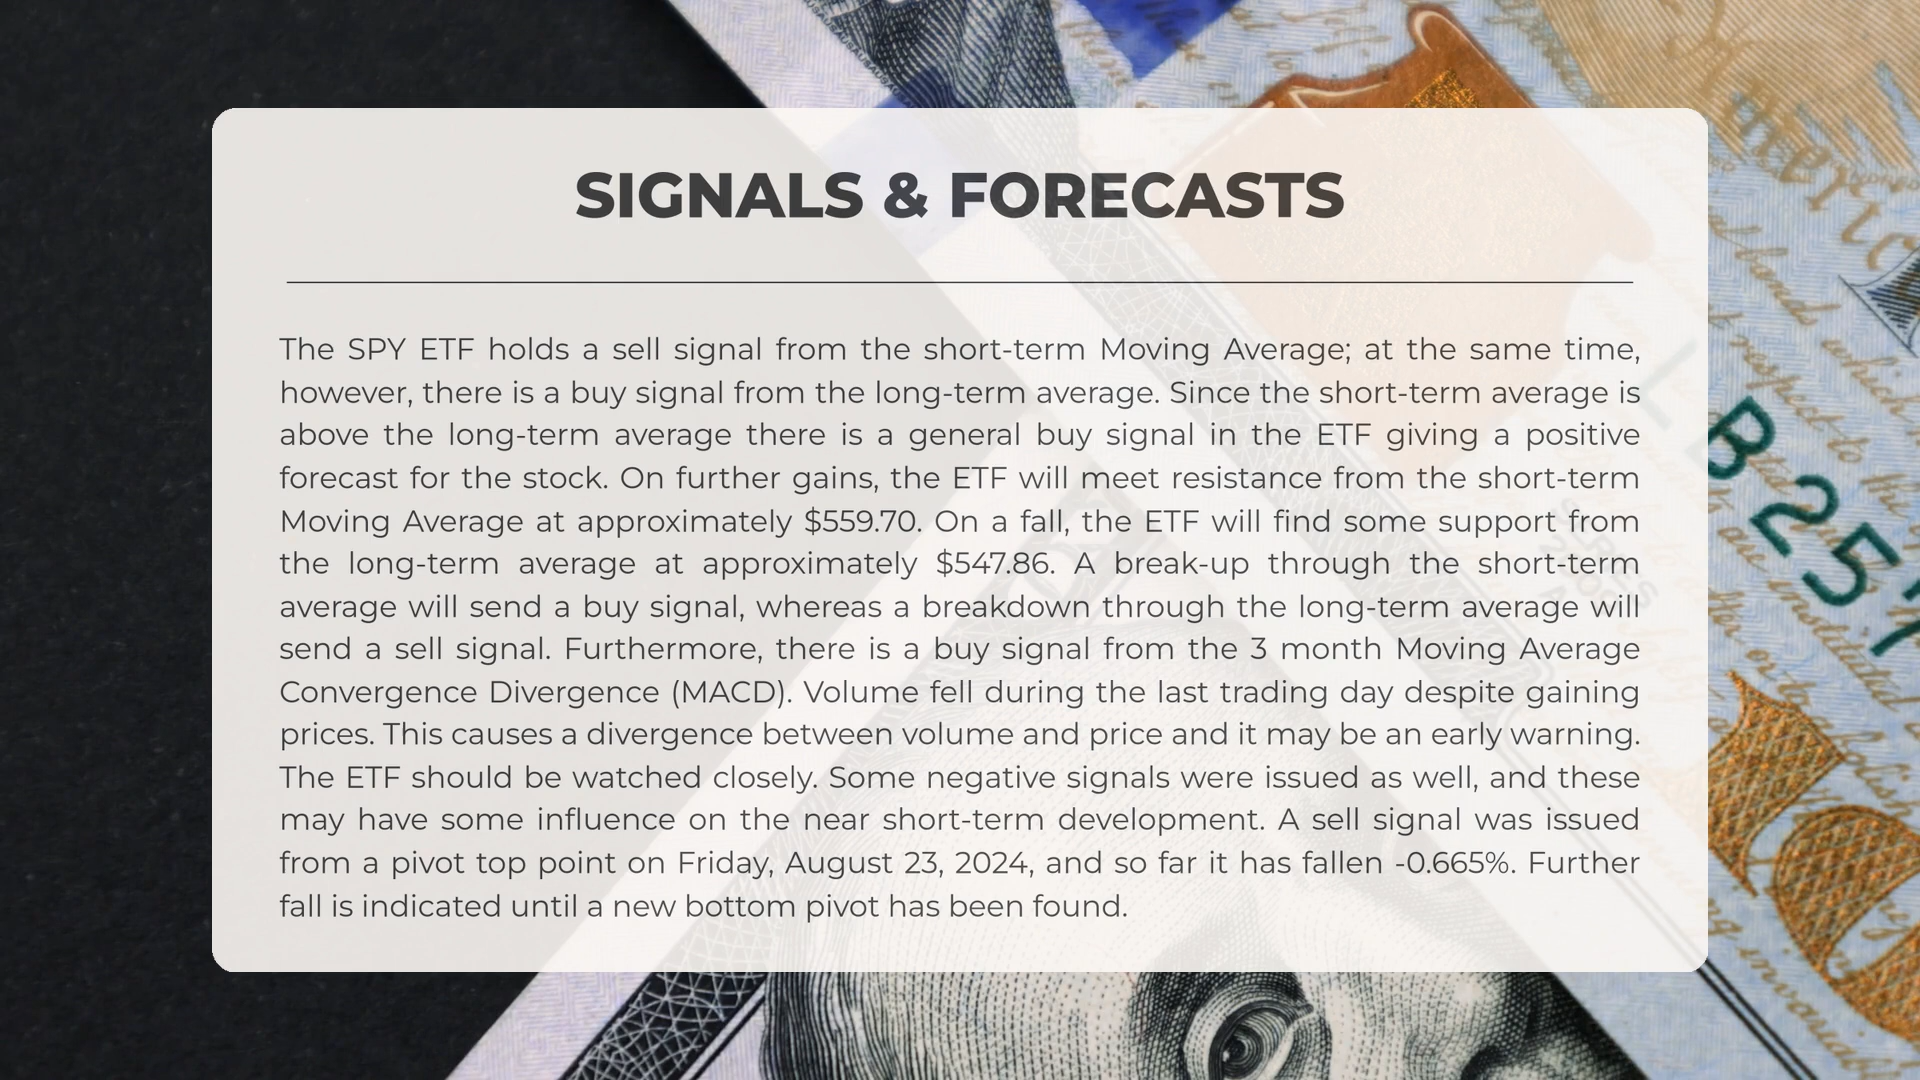 SIGNALS & FORECASTS
The SPY ETF holds a sell signal from the short-term Moving Average; at the same time,
however, there is a buy signal from the long-term average. Since the short-term average is
above the long-term average there is a general buy signal in the ETF giving a positive
forecast for the stock. On further gains, the ETF will meet resistance from the short-term
Moving Average at approximately $559.70. On a fall, the ETF will find some support from
the long-term average at approximately $547.86. A break-up through the short-term
average will send a buy signal, whereas a breakdown through the long-term average will
send a sell signal. Furthermore, there is a buy signal from the 3 month Moving Average
Convergence Divergence (MACD). Volume fell during the last trading day despite gaining
prices. This causes a divergence between volume and price and it may be an early warning.
The ETF should be watched closely. Some negative signals were issued as well, and these
may have some influence on the near short-term development. A sell signal was issued
from a pivot top point on Friday, August 23, 2024, and so far it has fallen -0.665%. Further
fall is indicated until a new bottom pivot has been found.
LB257